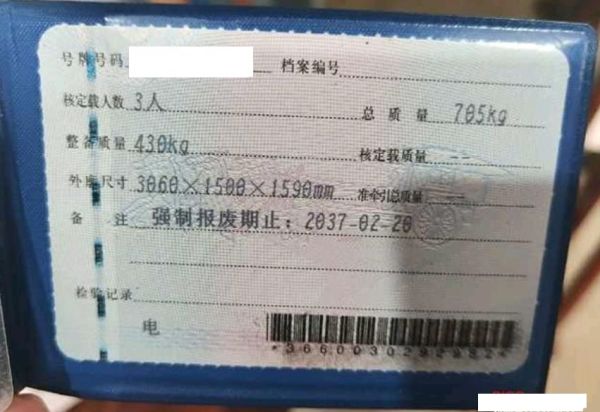 号牌号码 档案编号
核定载人数 3人 总质量 705kg
整备质量 430kg 核定载质量 --
外廓尺寸 3060×1500×1590mm 准牵引总质量 --
备注 强制报废期止：2037-02-20
检验记录
电